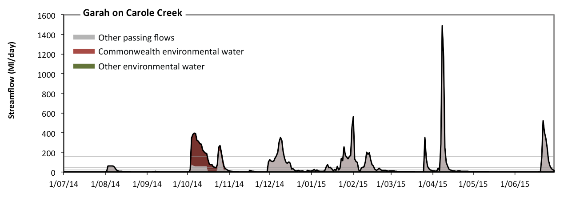 Garah on Carole Creek
Streamflow (Ml/day)
1600
1400
1200
1000
800
600
400
200
0
Other passing flows
Commonwealth environmental water
Other environmental water
1/07/14 1/08/14 1/09/14 1/10/14 1/11/14 1/12/14 1/01/15 1/02/15 1/03/15 1/04/15 1/05/15 1/06/15